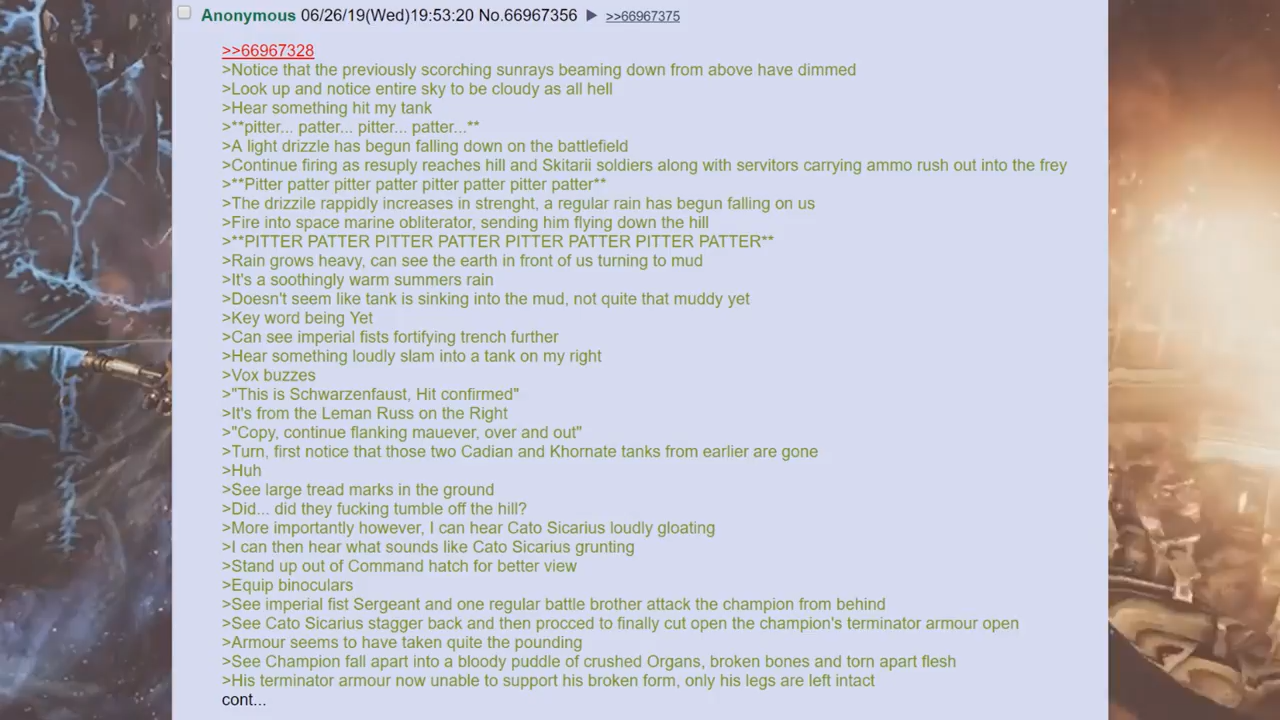 Anonymous 06/26/19(Wed)19:53:20 No.66967356 ▶ >>66967375
>>66967328
>Notice that the previously scorching sunrays beaming down from above have dimmed
>Look up and notice entire sky to be cloudy as all hell
>Hear something hit my tank
>**pitter... patter... pitter... patter...**
>A light drizzle has begun falling down on the battlefield
>Continue firing as resuply reaches hill and Skitarii soldiers along with servitors carrying ammo rush out into the frey
>**Pitter patter pitter patter pitter patter pitter patter**
>The drizzile rappidly increases in strenght, a regular rain has begun falling on us
>Fire into space marine obliterator, sending him flying down the hill
>**PITTER PATTER PITTER PATTER PITTER PATTER PITTER PATTER**
>Rain grows heavy, can see the earth in front of us turning to mud
>It's a soothingly warm summers rain
>Doesn't seem like tank is sinking into the mud, not quite that muddy yet
>Key word being Yet
>Can see imperial fists fortifying trench further
>Hear something loudly slam into a tank on my right
>Vox buzzes
>"This is Schwarzenfaust, Hit confirmed"
>It's from the Leman Russ on the Right
>"Copy, continue flanking mauever, over and out"
>Turn, first notice that those two Cadian and Khornate tanks from earlier are gone
>Huh
>See large tread marks in the ground
>Did... did they fucking tumble off the hill?
>More importantly however, I can hear Cato Sicarius loudly gloating
>I can then hear what sounds like Cato Sicarius grunting
>Stand up out of Command hatch for better view
>Equip binoculars
>See imperial fist Sergeant and one regular battle brother attack the champion from behind
>See Cato Sicarius stagger back and then procced to finally cut open the champion's terminator armour open
>Armour seems to have taken quite the pounding
>See Champion fall apart into a bloody puddle of crushed Organs, broken bones and torn apart flesh
>His terminator armour now unable to support his broken form, only his legs are left intact
cont...